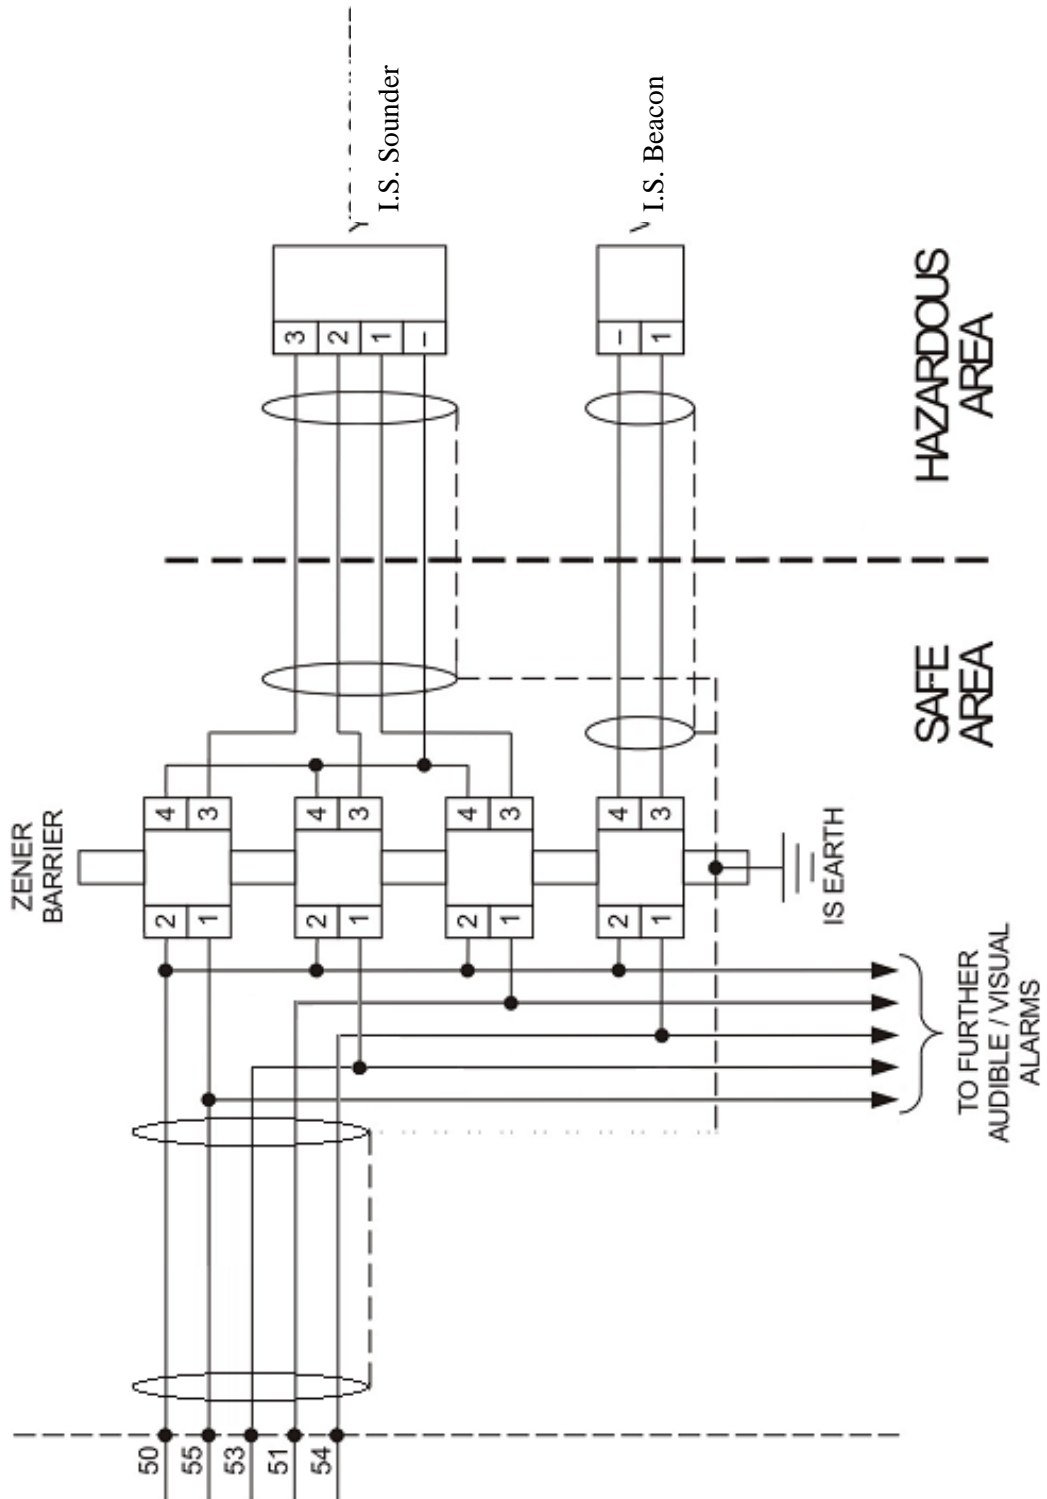 ZENER
BARRIER
50
55
53
51
54
2 4
1 3
2 4
1 3
2 4
1 3
2 4
1 3
3
2
1
–
I.S. Sounder
–
1
I.S. Beacon
IS EARTH
TO FURTHER
AUDIBLE / VISUAL
ALARMS
SAFE
AREA
HAZARDOUS
AREA